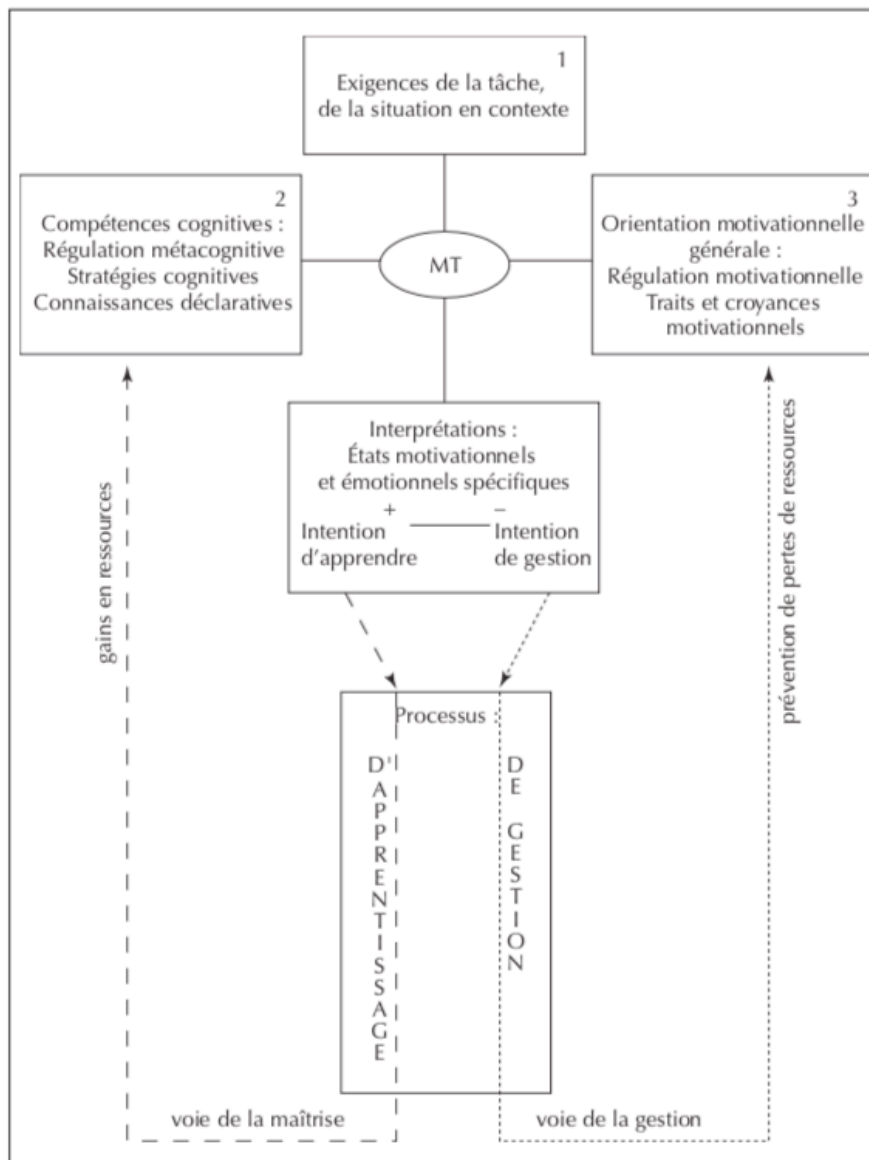 1
Exigences de la tâche,
de la situation en contexte
2
Compétences cognitives :
Régulation métacognitive
Stratégies cognitives
Connaissances déclaratives
MT
3
Orientation motivationnelle
générale :
Régulation motivationnelle
Traits et croyances
motivationnels
Interprétations :
États motivationnels
et émotionnels spécifiques
+ –
Intention Intention
d'apprendre de gestion
gains en ressources
prévention de pertes de ressources
Processus :
D'APPRENTISSAGE
DE GESTION
voie de la maîtrise
voie de la gestion